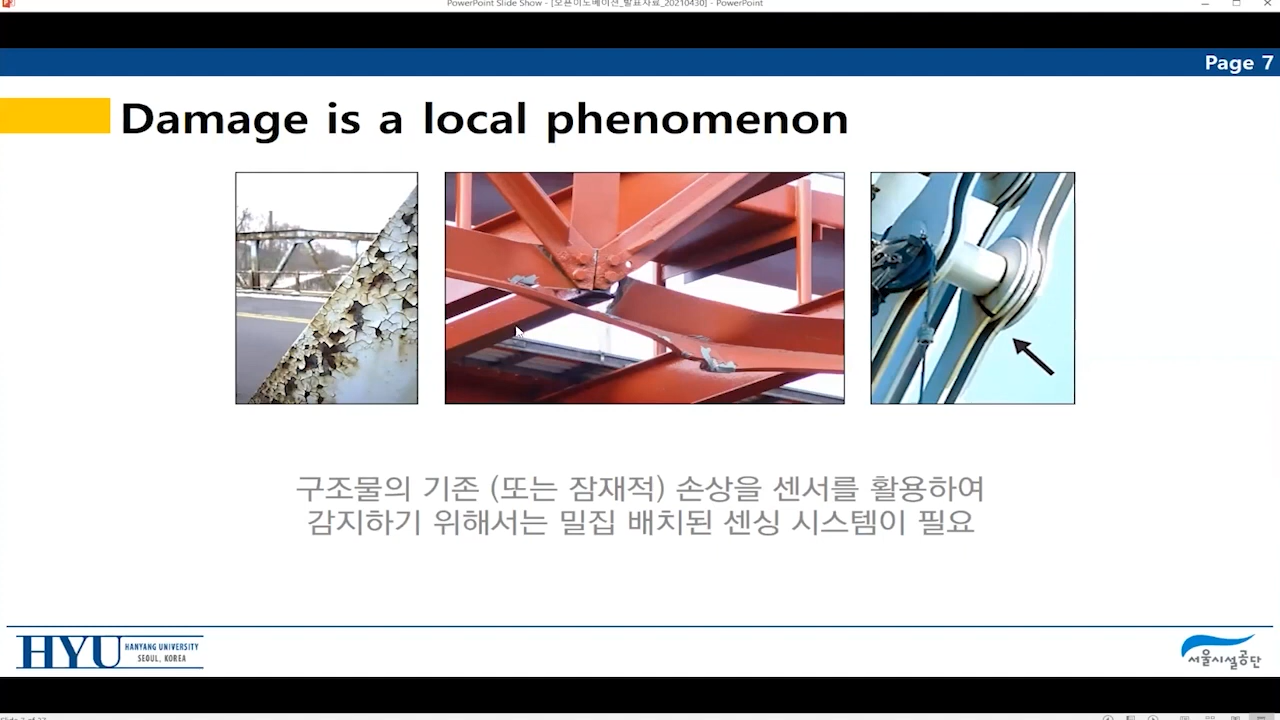 PowerPoint Slide Show - [오픈이노베이션_발표자료_20210430] - PowerPoint
Page 7
Damage is a local phenomenon
구조물의 기존 (또는 잠재적) 손상을 센서를 활용하여
감지하기 위해서는 밀집 배치된 센싱 시스템이 필요
HYU HANYANG UNIVERSITY
SEOUL, KOREA
서울시설공단